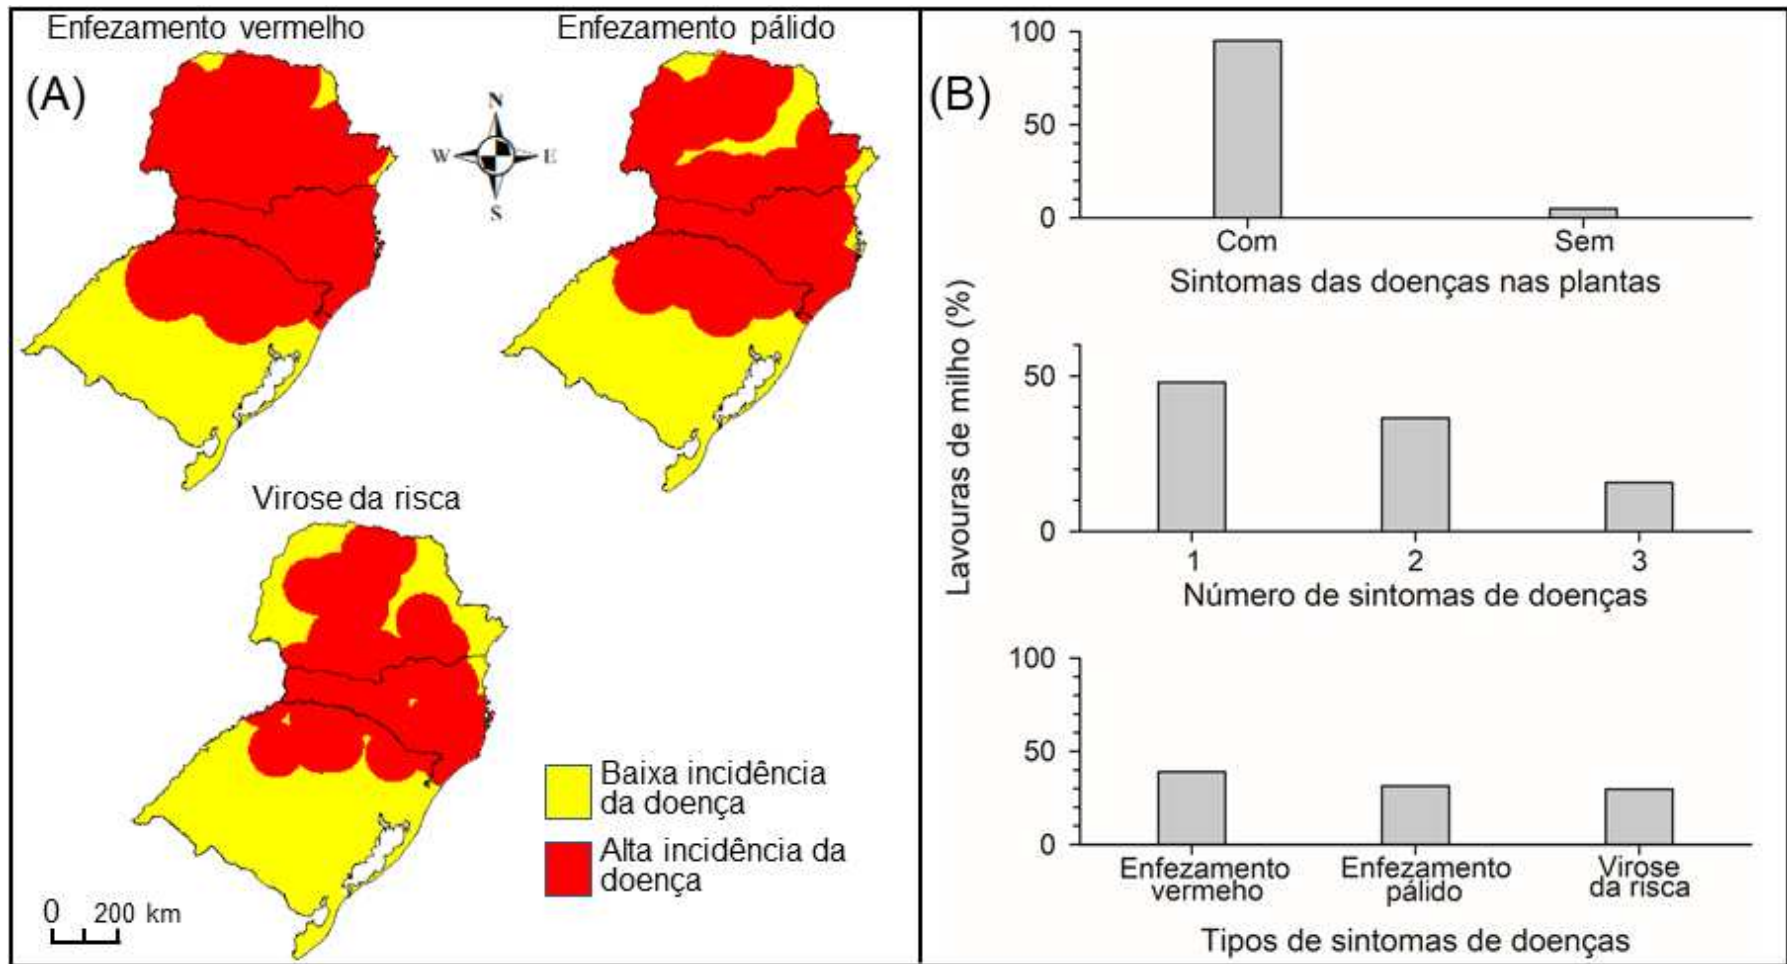 Enfezamento vermelho
Enfezamento pálido
(A)
N
W
E
S
Virose da risca
Baixa incidência
da doença
Alta incidência da
doença
0 200 km
(B)
Lavouras de milho (%)
100
50
0
Com
Sem
Sintomas das doenças nas plantas
50
0
1
2
3
Número de sintomas de doenças
100
50
0
Enfezamento
vermeho
Enfezamento
pálido
Virose
da risca
Tipos de sintomas de doenças